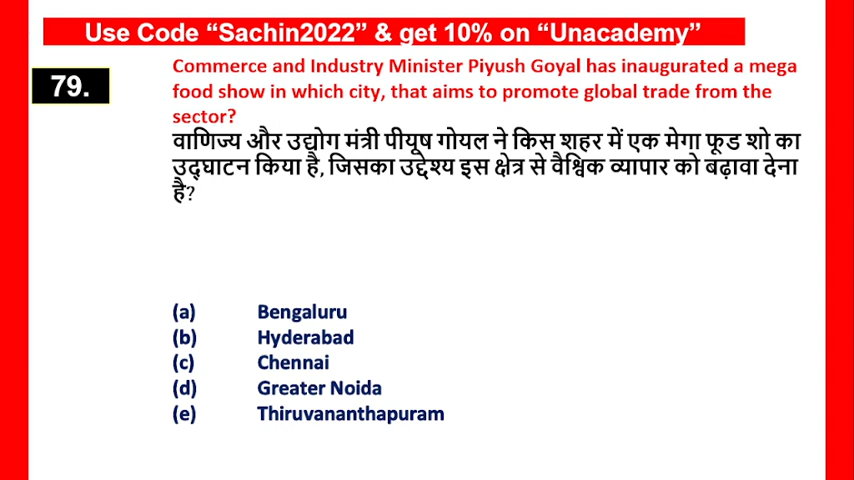 Use Code “Sachin2022” & get 10% on “Unacademy”
79.
Commerce and Industry Minister Piyush Goyal has inaugurated a mega
food show in which city, that aims to promote global trade from the
sector?
वाणिज्य और उद्योग मंत्री पीयूष गोयल ने किस शहर में एक मेगा फूड शो का
उद्घाटन किया है, जिसका उद्देश्य इस क्षेत्र से वैश्विक व्यापार को बढ़ावा देना
है?
(a) Bengaluru
(b) Hyderabad
(c) Chennai
(d) Greater Noida
(e) Thiruvananthapuram